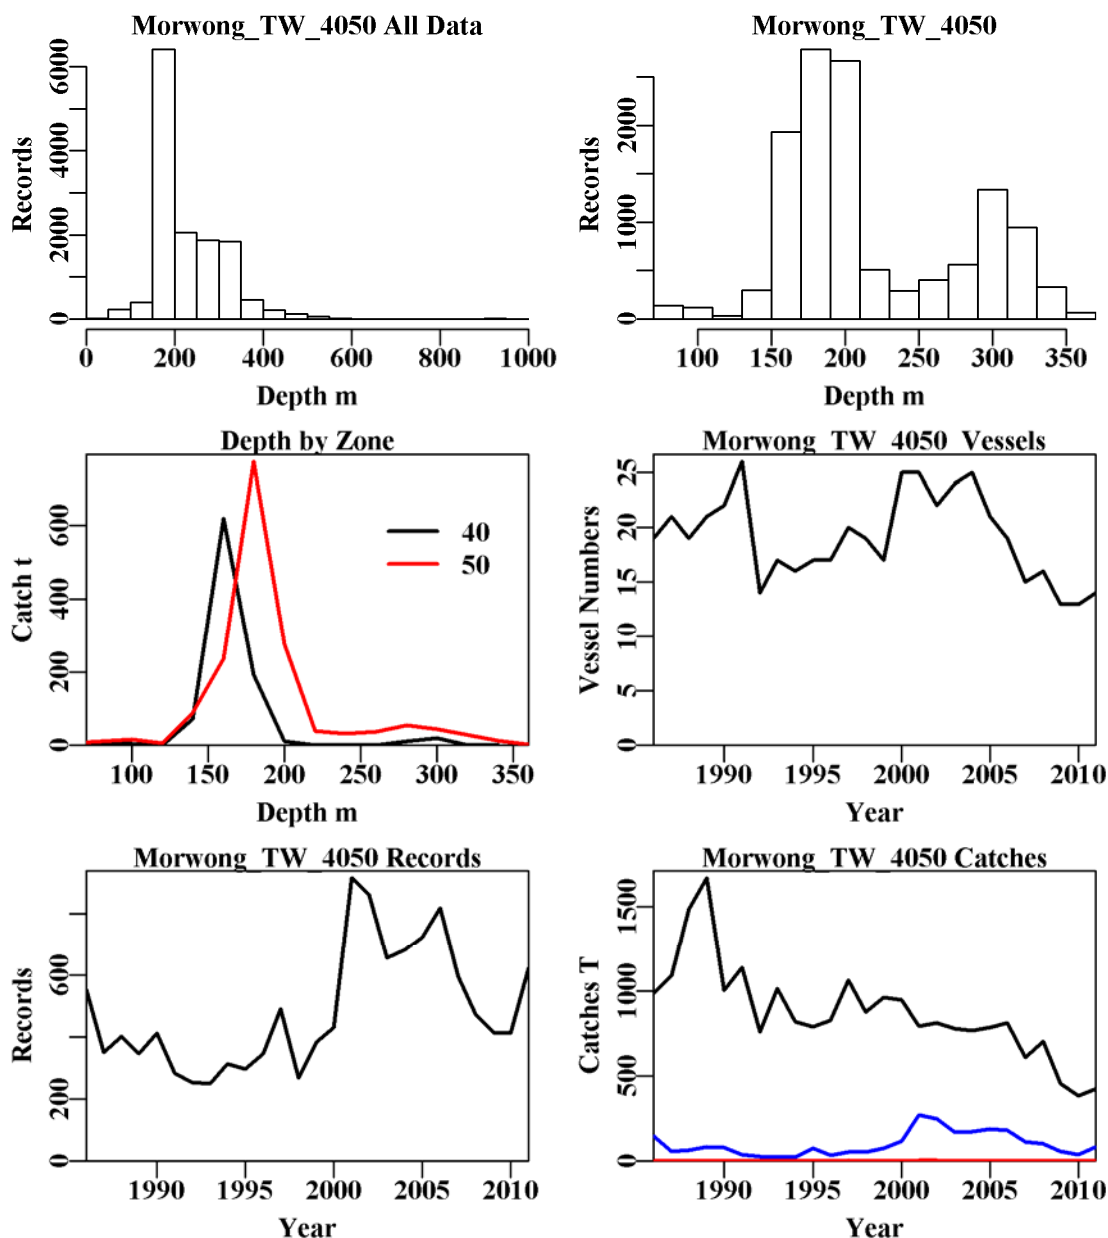 Morwong_TW_4050 All Data
Records
0 2000 4000 6000
0 200 400 600 800 1000
Depth m
Morwong_TW_4050
Records
0 1000 2000
100 150 200 250 300 350
Depth m
Depth by Zone
Catch t
0 200 400 600
40
50
100 150 200 250 300 350
Depth m
Morwong_TW_4050_Vessels
Vessel Numbers
0 5 10 15 20 25
1990 1995 2000 2005 2010
Year
Morwong_TW_4050 Records
Records
0 200 600
1990 1995 2000 2005 2010
Year
Morwong_TW_4050 Catches
Catches T
0 500 1000 1500
1990 1995 2000 2005 2010
Year